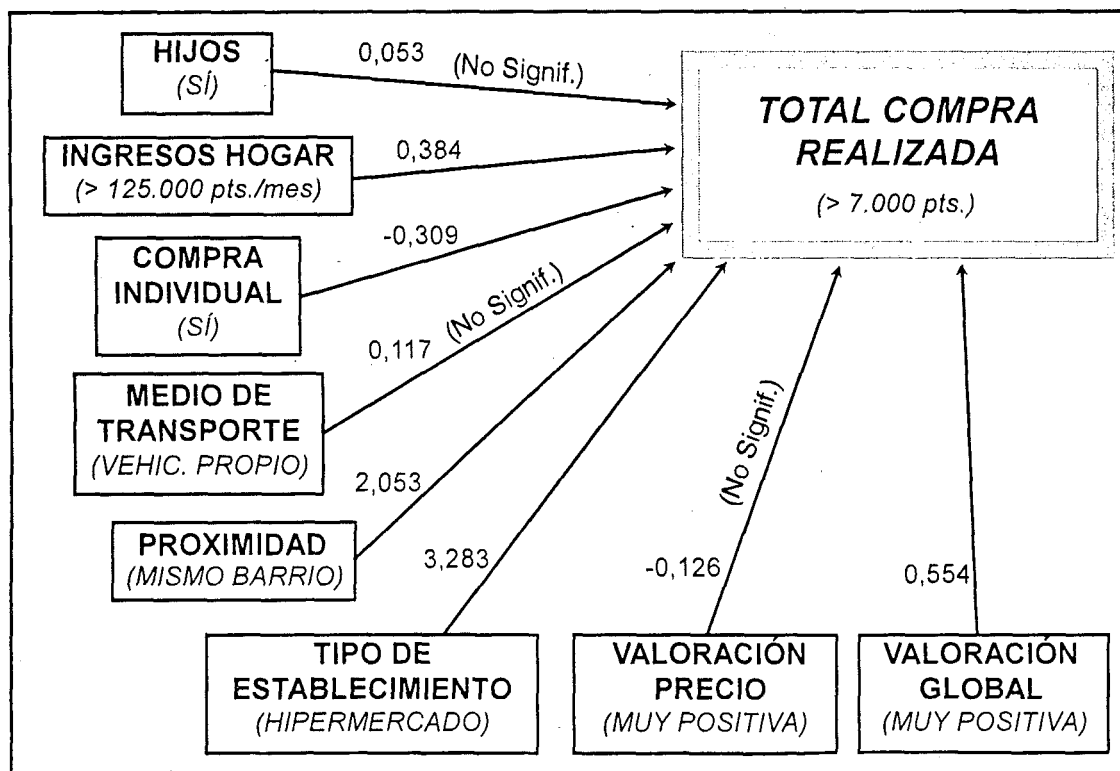 HIJOS
(SÍ)
0,053
(No Signif.)
TOTAL COMPRA
REALIZADA
(> 7.000 pts.)
INGRESOS HOGAR
(> 125.000 pts./mes)
0,384
COMPRA
INDIVIDUAL
(SÍ)
-0,309
MEDIO DE
TRANSPORTE
(VEHIC. PROPIO)
0,117
(No Signif.)
PROXIMIDAD
(MISMO BARRIO)
2,053
TIPO DE
ESTABLECIMIENTO
(HIPERMERCADO)
3,283
VALORACIÓN
PRECIO
(MUY POSITIVA)
-0,126
(No Signif.)
VALORACIÓN
GLOBAL
(MUY POSITIVA)
0,554